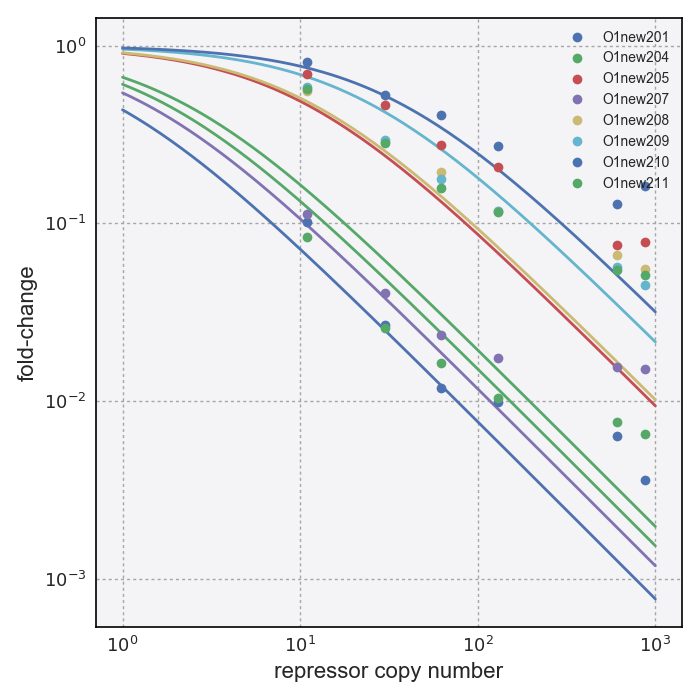 O1new201
O1new204
O1new205
O1new207
O1new208
O1new209
O1new210
O1new211
10⁰
10⁻¹
10⁻²
10⁻³
fold-change
10⁰ 10¹ 10² 10³
repressor copy number